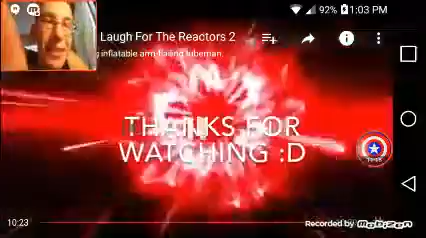 92% 1:03 PM
Laugh For The Reactors 2
inflatable arm-flailing tubeman.
THANKS FOR
WATCHING :D
10:23
Recorded by MOBIZEN